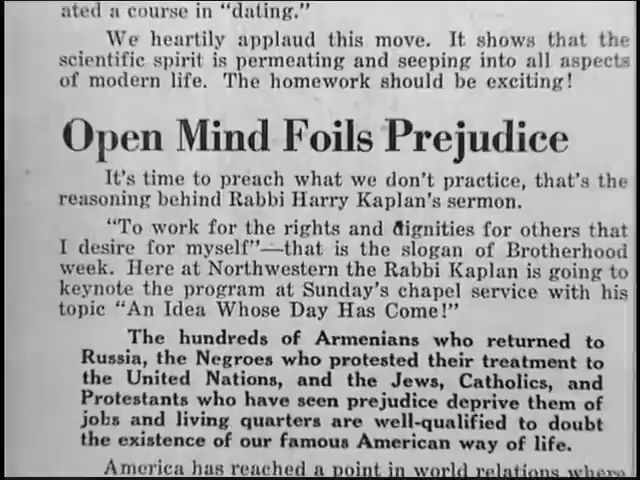 ated a course in "dating."
We heartily applaud this move. It shows that the
scientific spirit is permeating and seeping into all aspects
of modern life. The homework should be exciting!
Open Mind Foils Prejudice
It's time to preach what we don't practice, that's the
reasoning behind Rabbi Harry Kaplan's sermon.
"To work for the rights and dignities for others that
I desire for myself"—that is the slogan of Brotherhood
week. Here at Northwestern the Rabbi Kaplan is going to
keynote the program at Sunday's chapel service with his
topic "An Idea Whose Day Has Come!"
The hundreds of Armenians who returned to
Russia, the Negroes who protested their treatment to
the United Nations, and the Jews, Catholics, and
Protestants who have seen prejudice deprive them of
jobs and living quarters are well-qualified to doubt
the existence of our famous American way of life.
America has reached a point in world relations where